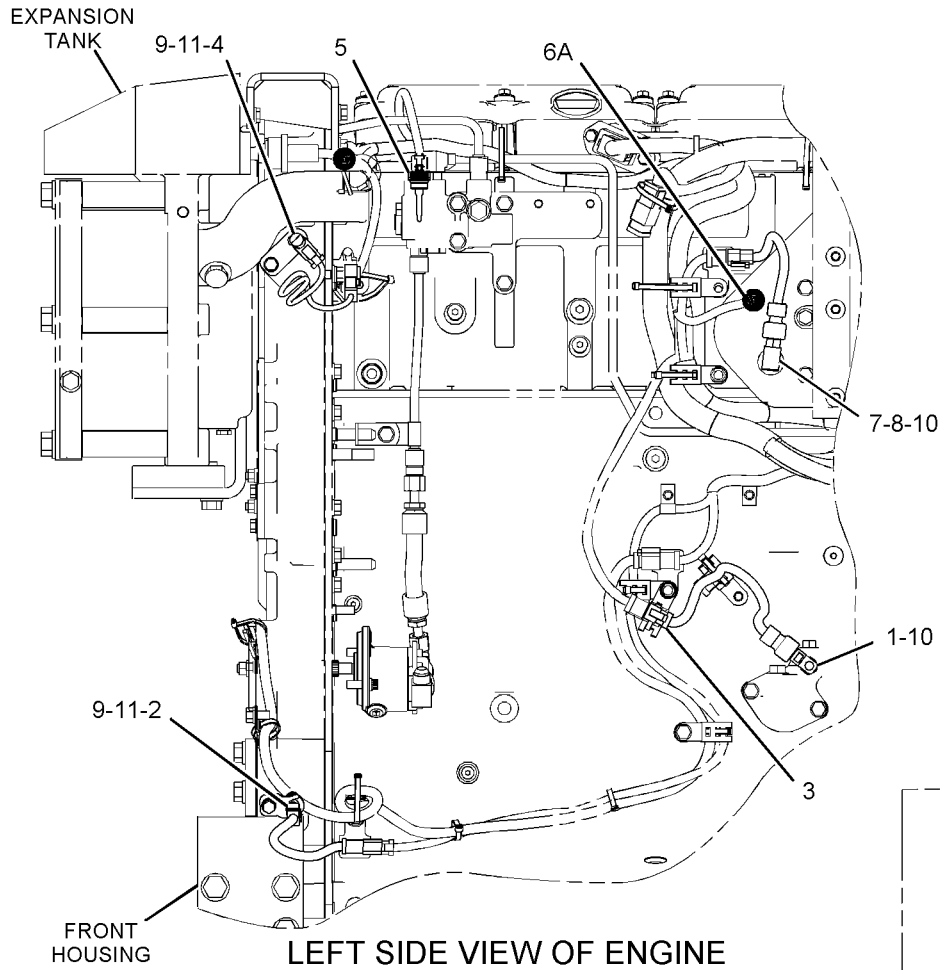 EXPANSION
TANK
9-11-4
5
6A
7-8-10
1-10
9-11-2
3
FRONT
HOUSING
LEFT SIDE VIEW OF ENGINE